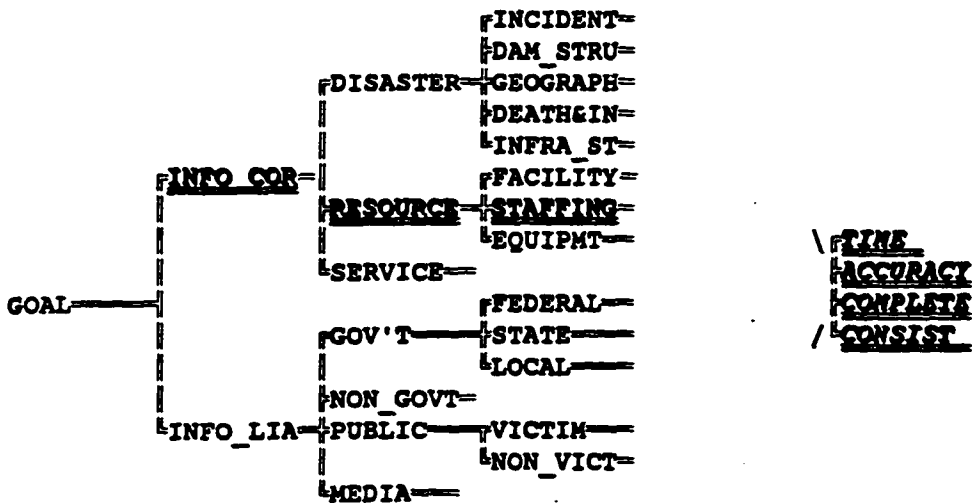 INCIDENT
DAM_STRU
DISASTER GEOGRAPH
DEATH&IN
INFRA_ST
INFO_COR FACILITY
RESOURCE STAFFING
EQUIPMT \ TIME
SERVICE ACCURACY
GOAL FEDERAL COMPLETE
GOV'T STATE / CONSIST
LOCAL
NON_GOVT
INFO_LIA PUBLIC VICTIM
NON_VICT
MEDIA